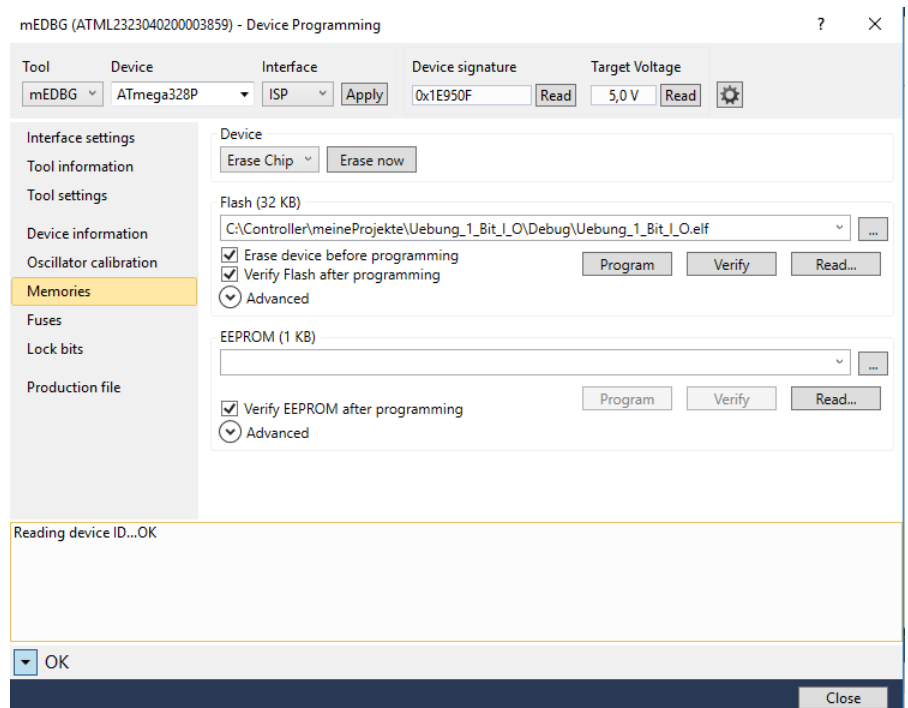 mEDBG (ATML2323040200003859) - Device Programming ? ×
Tool Device Interface Device signature Target Voltage
mEDBG ATmega328P ISP Apply 0x1E950F Read 5,0 V Read
Interface settings
Tool information
Tool settings
Device information
Oscillator calibration
Memories
Fuses
Lock bits
Production file
Device
Erase Chip Erase now
Flash (32 KB)
C:\Controller\meineProjekte\Uebung_1_Bit_I_O\Debug\Uebung_1_Bit_I_O.elf ...
Erase device before programming
Verify Flash after programming
Program Verify Read...
Advanced
EEPROM (1 KB)
...
Program Verify Read...
Verify EEPROM after programming
Advanced
Reading device ID...OK
OK
Close